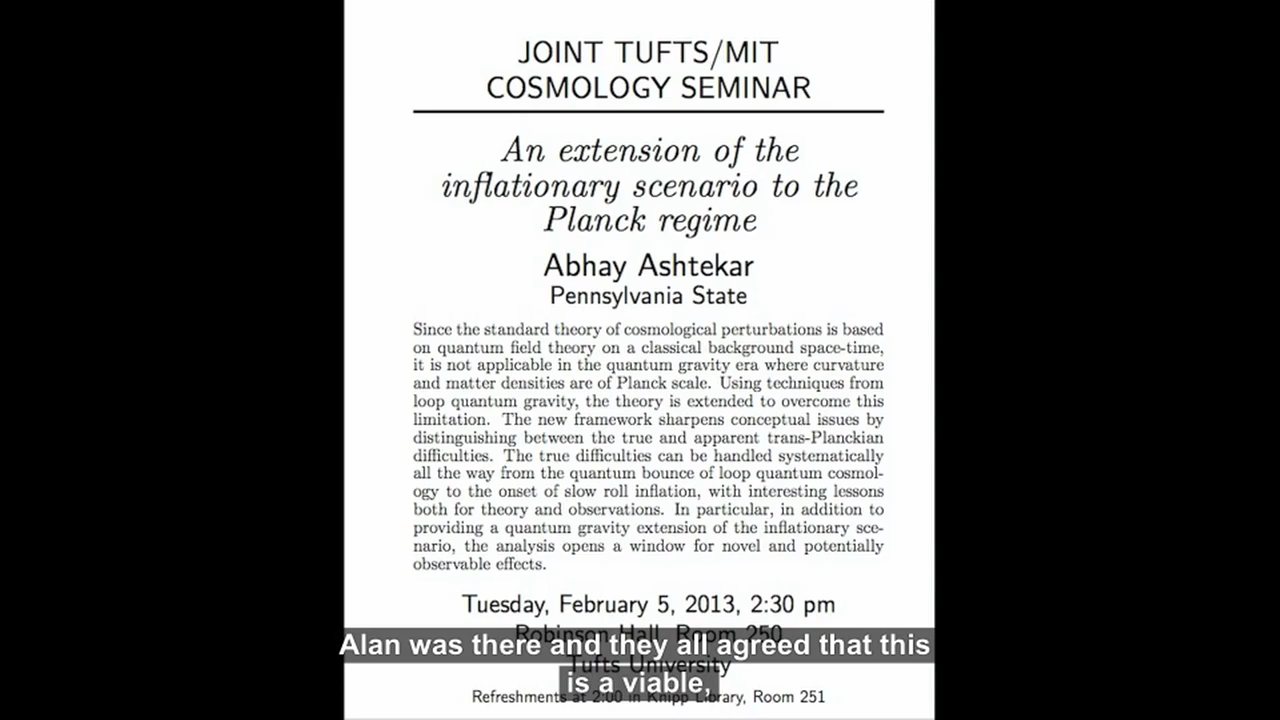 JOINT TUFTS/MIT
COSMOLOGY SEMINAR
An extension of the
inflationary scenario to the
Planck regime
Abhay Ashtekar
Pennsylvania State
Since the standard theory of cosmological perturbations is based
on quantum field theory on a classical background space-time,
it is not applicable in the quantum gravity era where curvature
and matter densities are of Planck scale. Using techniques from
loop quantum gravity, the theory is extended to overcome this
limitation. The new framework sharpens conceptual issues by
distinguishing between the true and apparent trans-Planckian
difficulties. The true difficulties can be handled systematically
all the way from the quantum bounce of loop quantum cosmol-
ogy to the onset of slow roll inflation, with interesting lessons
both for theory and observations. In particular, in addition to
providing a quantum gravity extension of the inflationary sce-
nario, the analysis opens a window for novel and potentially
observable effects.
Tuesday, February 5, 2013, 2:30 pm
Robinson Hall, Room 250
Alan was there and they all agreed that this
Tufts University
is a viable,
Refreshments at 2:00 in Knipp Library, Room 251